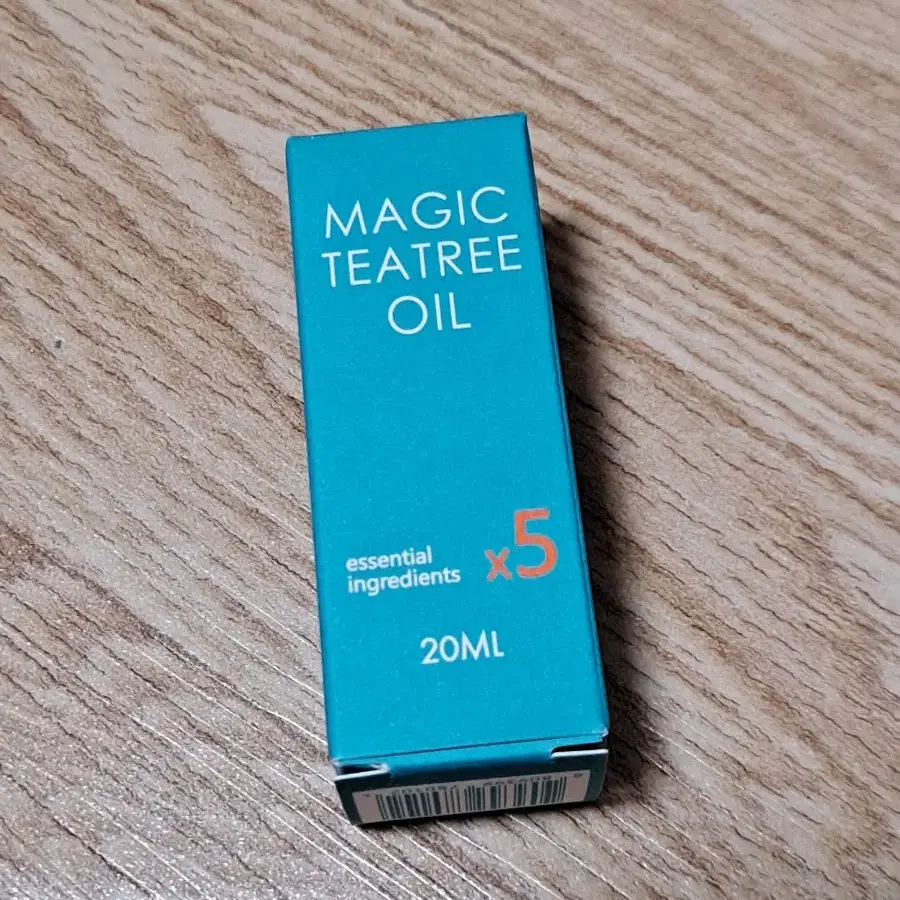 MAGIC
TEATREE
OIL
essential
ingredients
x5
20ML